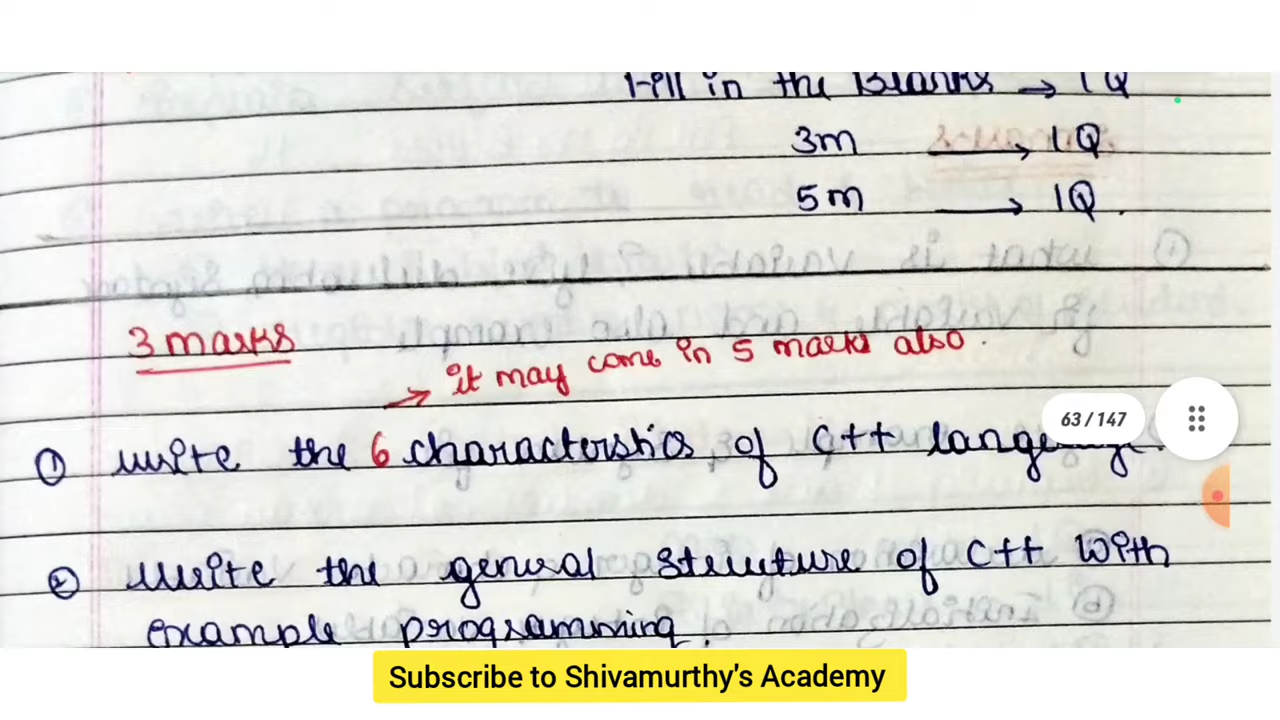 Fill in the Blanks → 1Q
3m → 1Q
5m → 1Q.
3 marks
→ it may come in 5 marks also.
① write the 6 characterstics of C++ language.
63 / 147
② write the general structure of C++ with
example programming.
Subscribe to Shivamurthy's Academy